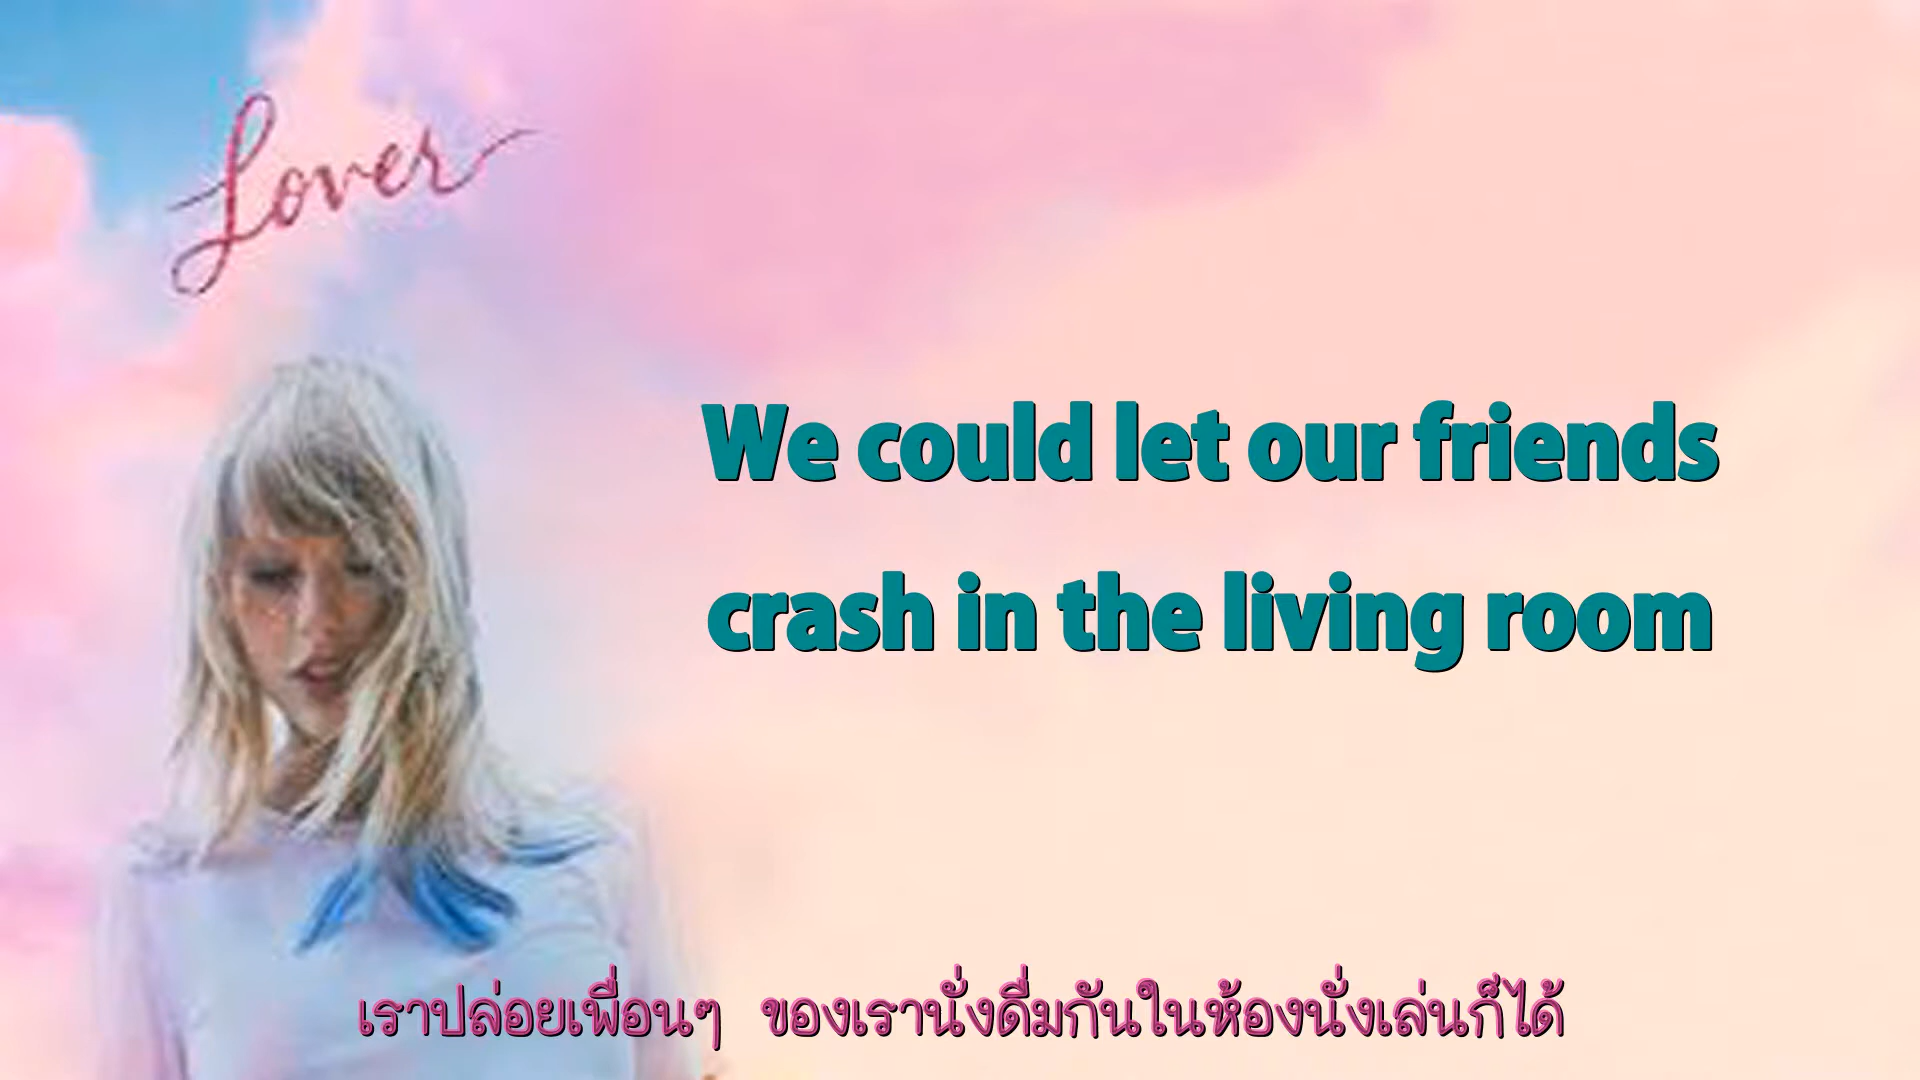 Lover
We could let our friends
crash in the living room
เราปล่อยเพื่อนๆ ของเรานั่งดื่มกันในห้องนั่งเล่นก็ได้